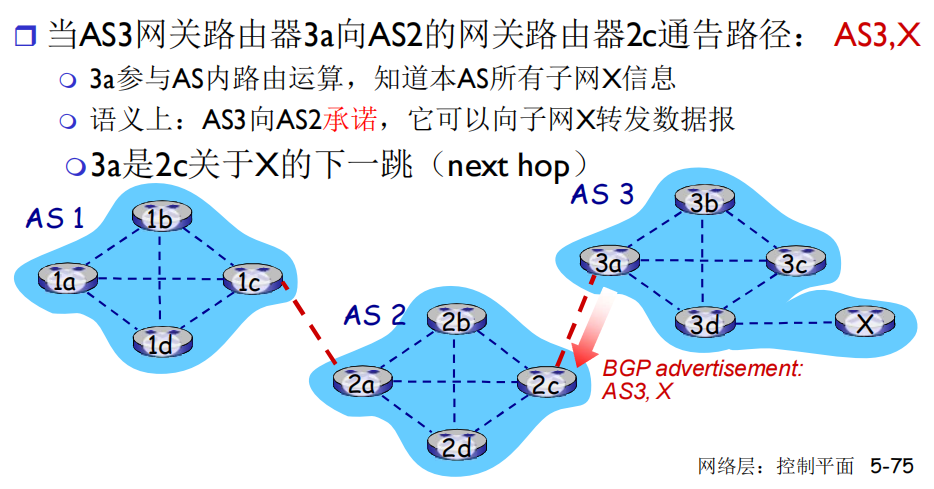 当AS3网关路由器3a向AS2的网关路由器2c通告路径： AS3,X
3a参与AS内路由运算，知道本AS所有子网X信息
语义上：AS3向AS2承诺，它可以向子网X转发数据报
3a是2c关于X的下一跳（next hop）
AS 1
1b
1a
1c
1d
AS 2
2b
2a
2c
2d
AS 3
3b
3a
3c
3d
X
BGP advertisement:
AS3, X
网络层：控制平面 5-75